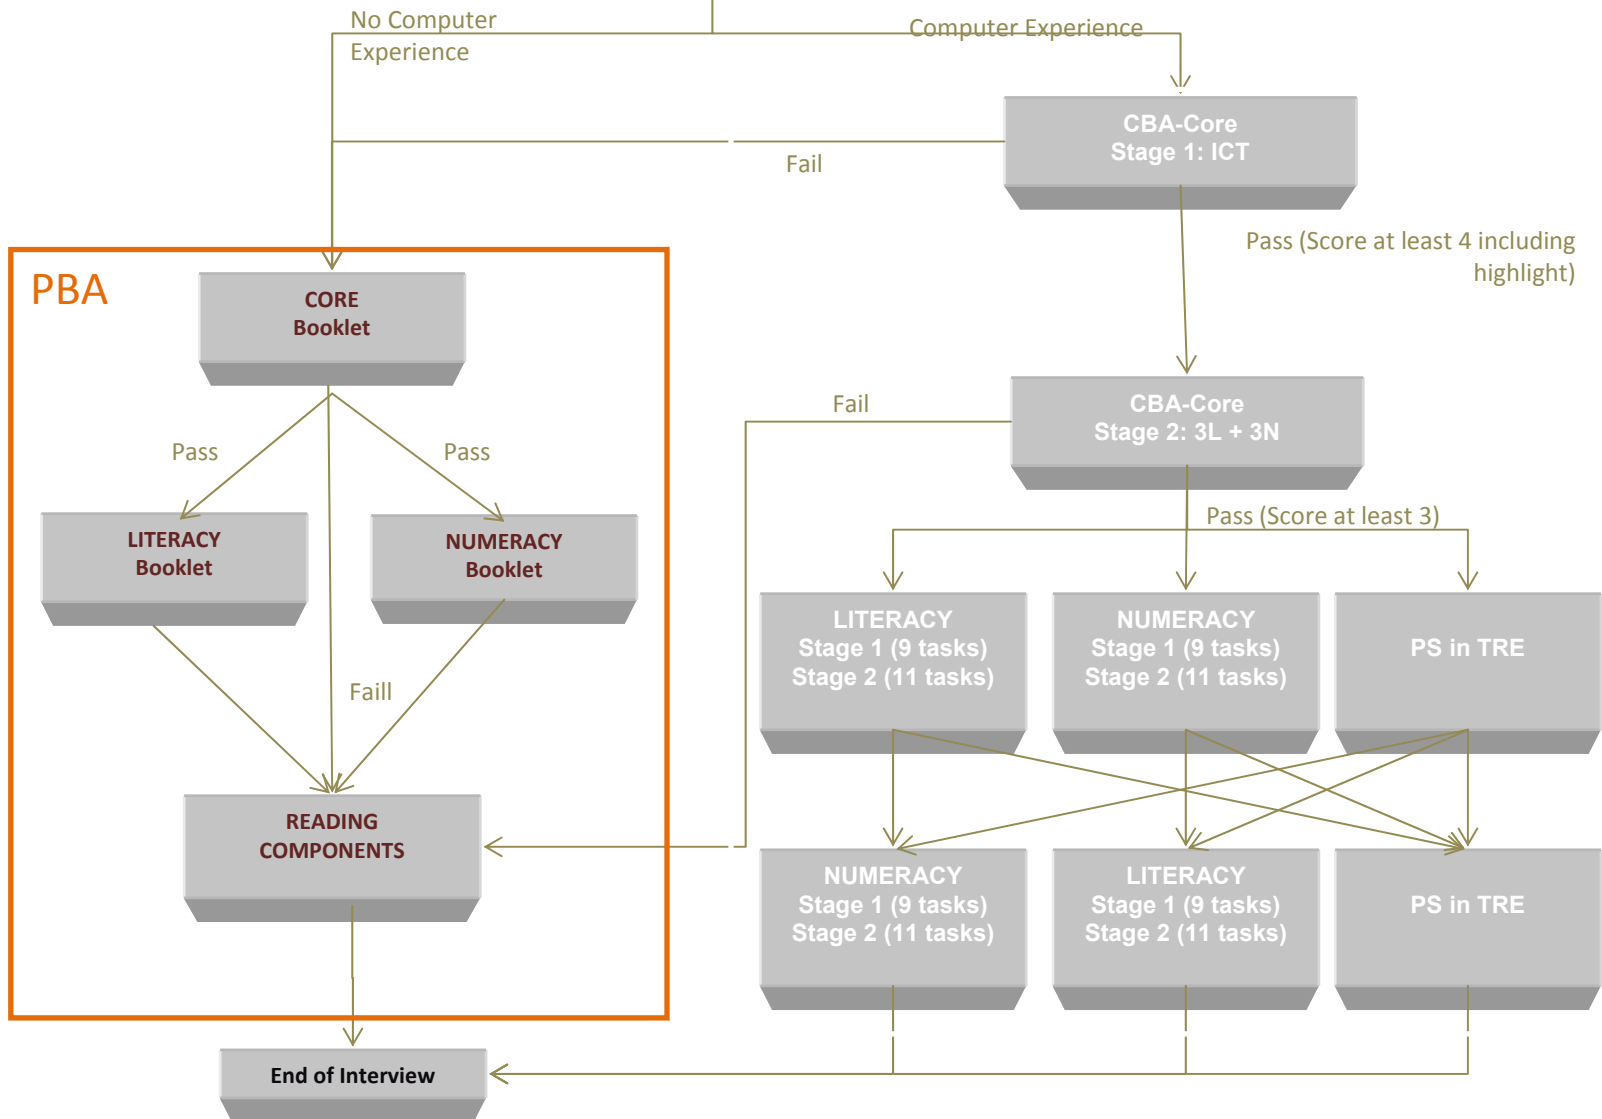 No Computer
Experience
Computer Experience
CBA-Core
Stage 1: ICT
Fail
Pass (Score at least 4 including
highlight)
PBA
CORE
Booklet
Fail
CBA-Core
Stage 2: 3L + 3N
Pass
Pass
Pass (Score at least 3)
LITERACY
Booklet
NUMERACY
Booklet
LITERACY
Stage 1 (9 tasks)
Stage 2 (11 tasks)
NUMERACY
Stage 1 (9 tasks)
Stage 2 (11 tasks)
PS in TRE
Faill
READING
COMPONENTS
NUMERACY
Stage 1 (9 tasks)
Stage 2 (11 tasks)
LITERACY
Stage 1 (9 tasks)
Stage 2 (11 tasks)
PS in TRE
End of Interview